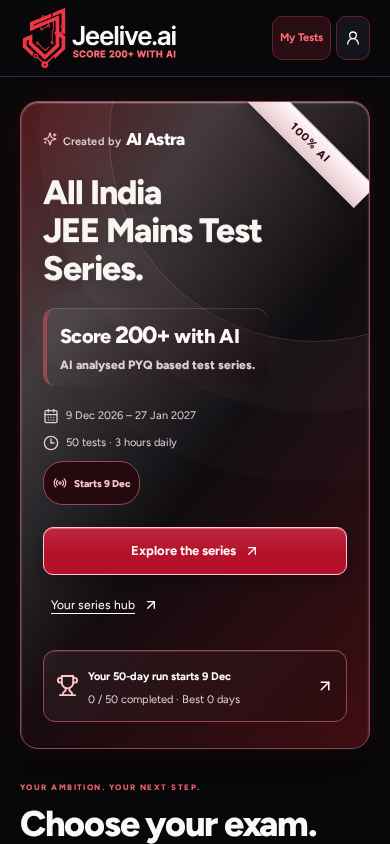 Jeelive.ai
SCORE 200+ WITH AI
My Tests
100% AI
Created by AI Astra
All India
JEE Mains Test
Series.
Score 200+ with AI
AI analysed PYQ based test series.
9 Dec 2026 – 27 Jan 2027
50 tests · 3 hours daily
Starts 9 Dec
Explore the series
Your series hub
Your 50-day run starts 9 Dec
0 / 50 completed · Best 0 days
YOUR AMBITION. YOUR NEXT STEP.
Choose your exam.